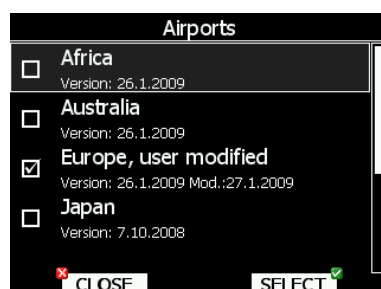 Airports
Africa
Version: 26.1.2009
Australia
Version: 26.1.2009
Europe, user modified
Version: 26.1.2009 Mod.:27.1.2009
Japan
Version: 7.10.2008
CLOSE
SELECT